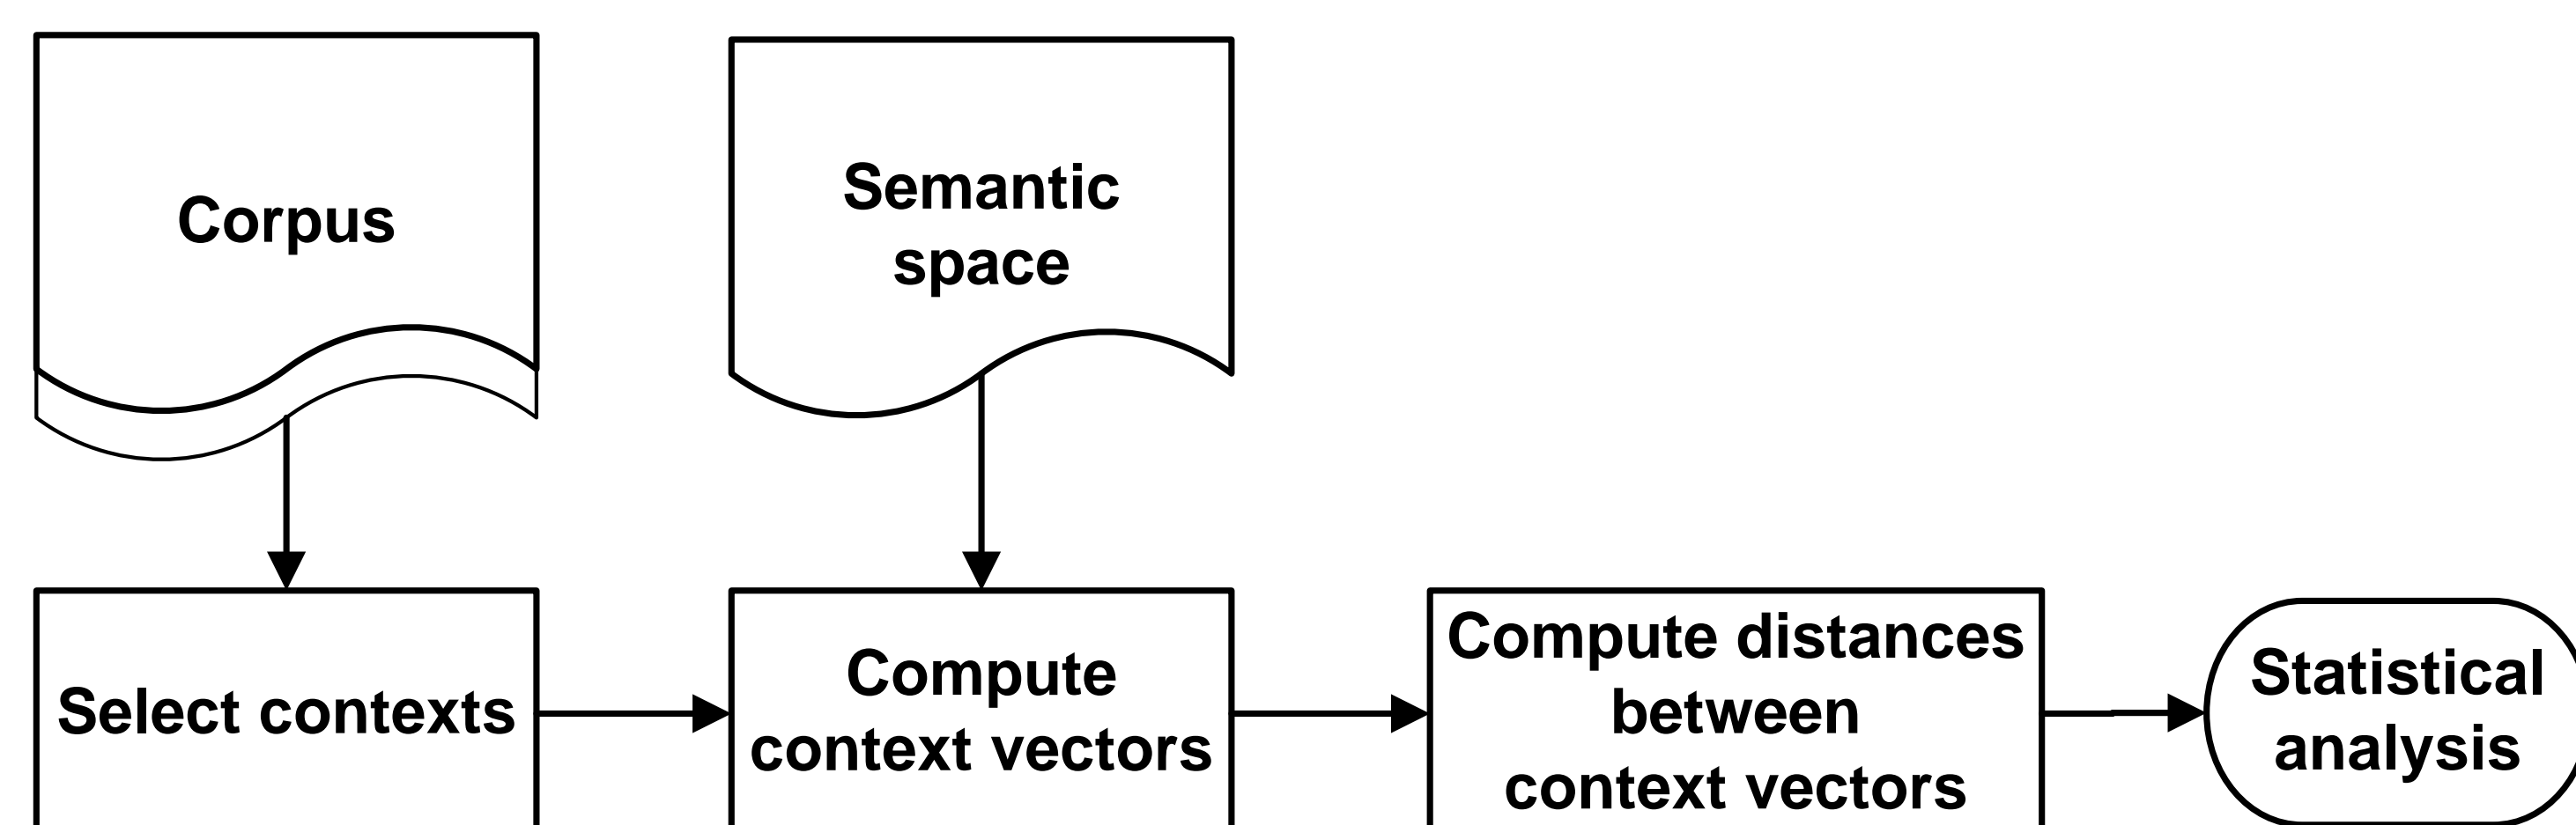 Corpus
Semantic
space
Select contexts
Compute
context vectors
Compute distances
between
context vectors
Statistical
analysis